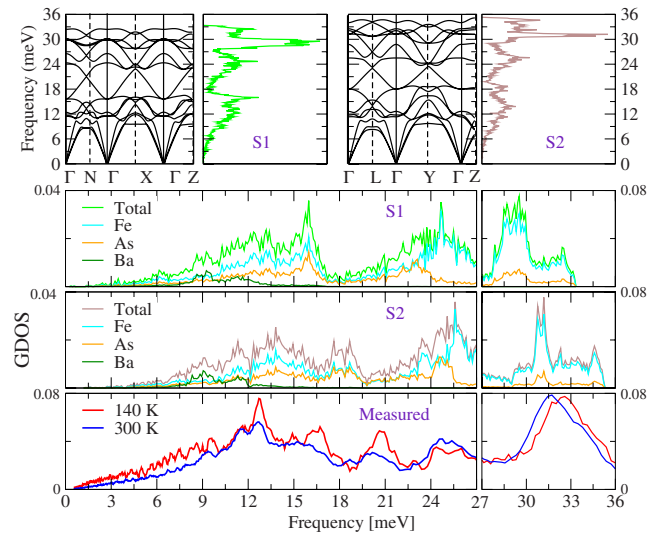 36 36
30 30
24 24
18 18
12 12
6 6
0 0
Frequency (meV)
S1 S2
Γ N Γ X Γ Z Γ L Γ Y Γ Z
0.04 0.08
Total S1
Fe
As
Ba
0.04 0.08
Total S2
Fe
As
Ba
GDOS
0.08 0.08
140 K Measured
300 K
0 0
0 3 6 9 12 15 18 21 24 27 30 33 36
Frequency [meV]